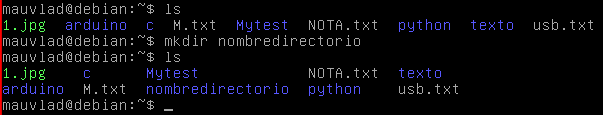 mauvlad@debian:~$ ls
1.jpg  arduino  c  M.txt  Mytest  NOTA.txt  python  texto  usb.txt
mauvlad@debian:~$ mkdir nombredirectorio
mauvlad@debian:~$ ls
1.jpg    c      Mytest            NOTA.txt  texto
arduino  M.txt  nombredirectorio  python    usb.txt
mauvlad@debian:~$ _